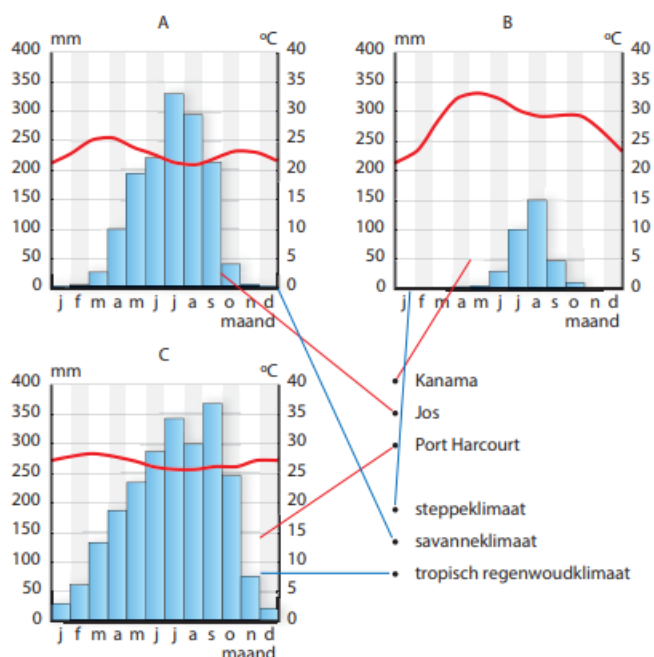 A
mm ºC
400 40
350 35
300 30
250 25
200 20
150 15
100 10
50 5
0 0
j f m a m j j a s o n d
maand
B
mm ºC
400 40
350 35
300 30
250 25
200 20
150 15
100 10
50 5
0 0
j f m a m j j a s o n d
maand
C
mm ºC
400 40
350 35
300 30
250 25
200 20
150 15
100 10
50 5
0 0
j f m a m j j a s o n d
maand
• Kanama
• Jos
• Port Harcourt
• steppeklimaat
• savanneklimaat
• tropisch regenwoudklimaat